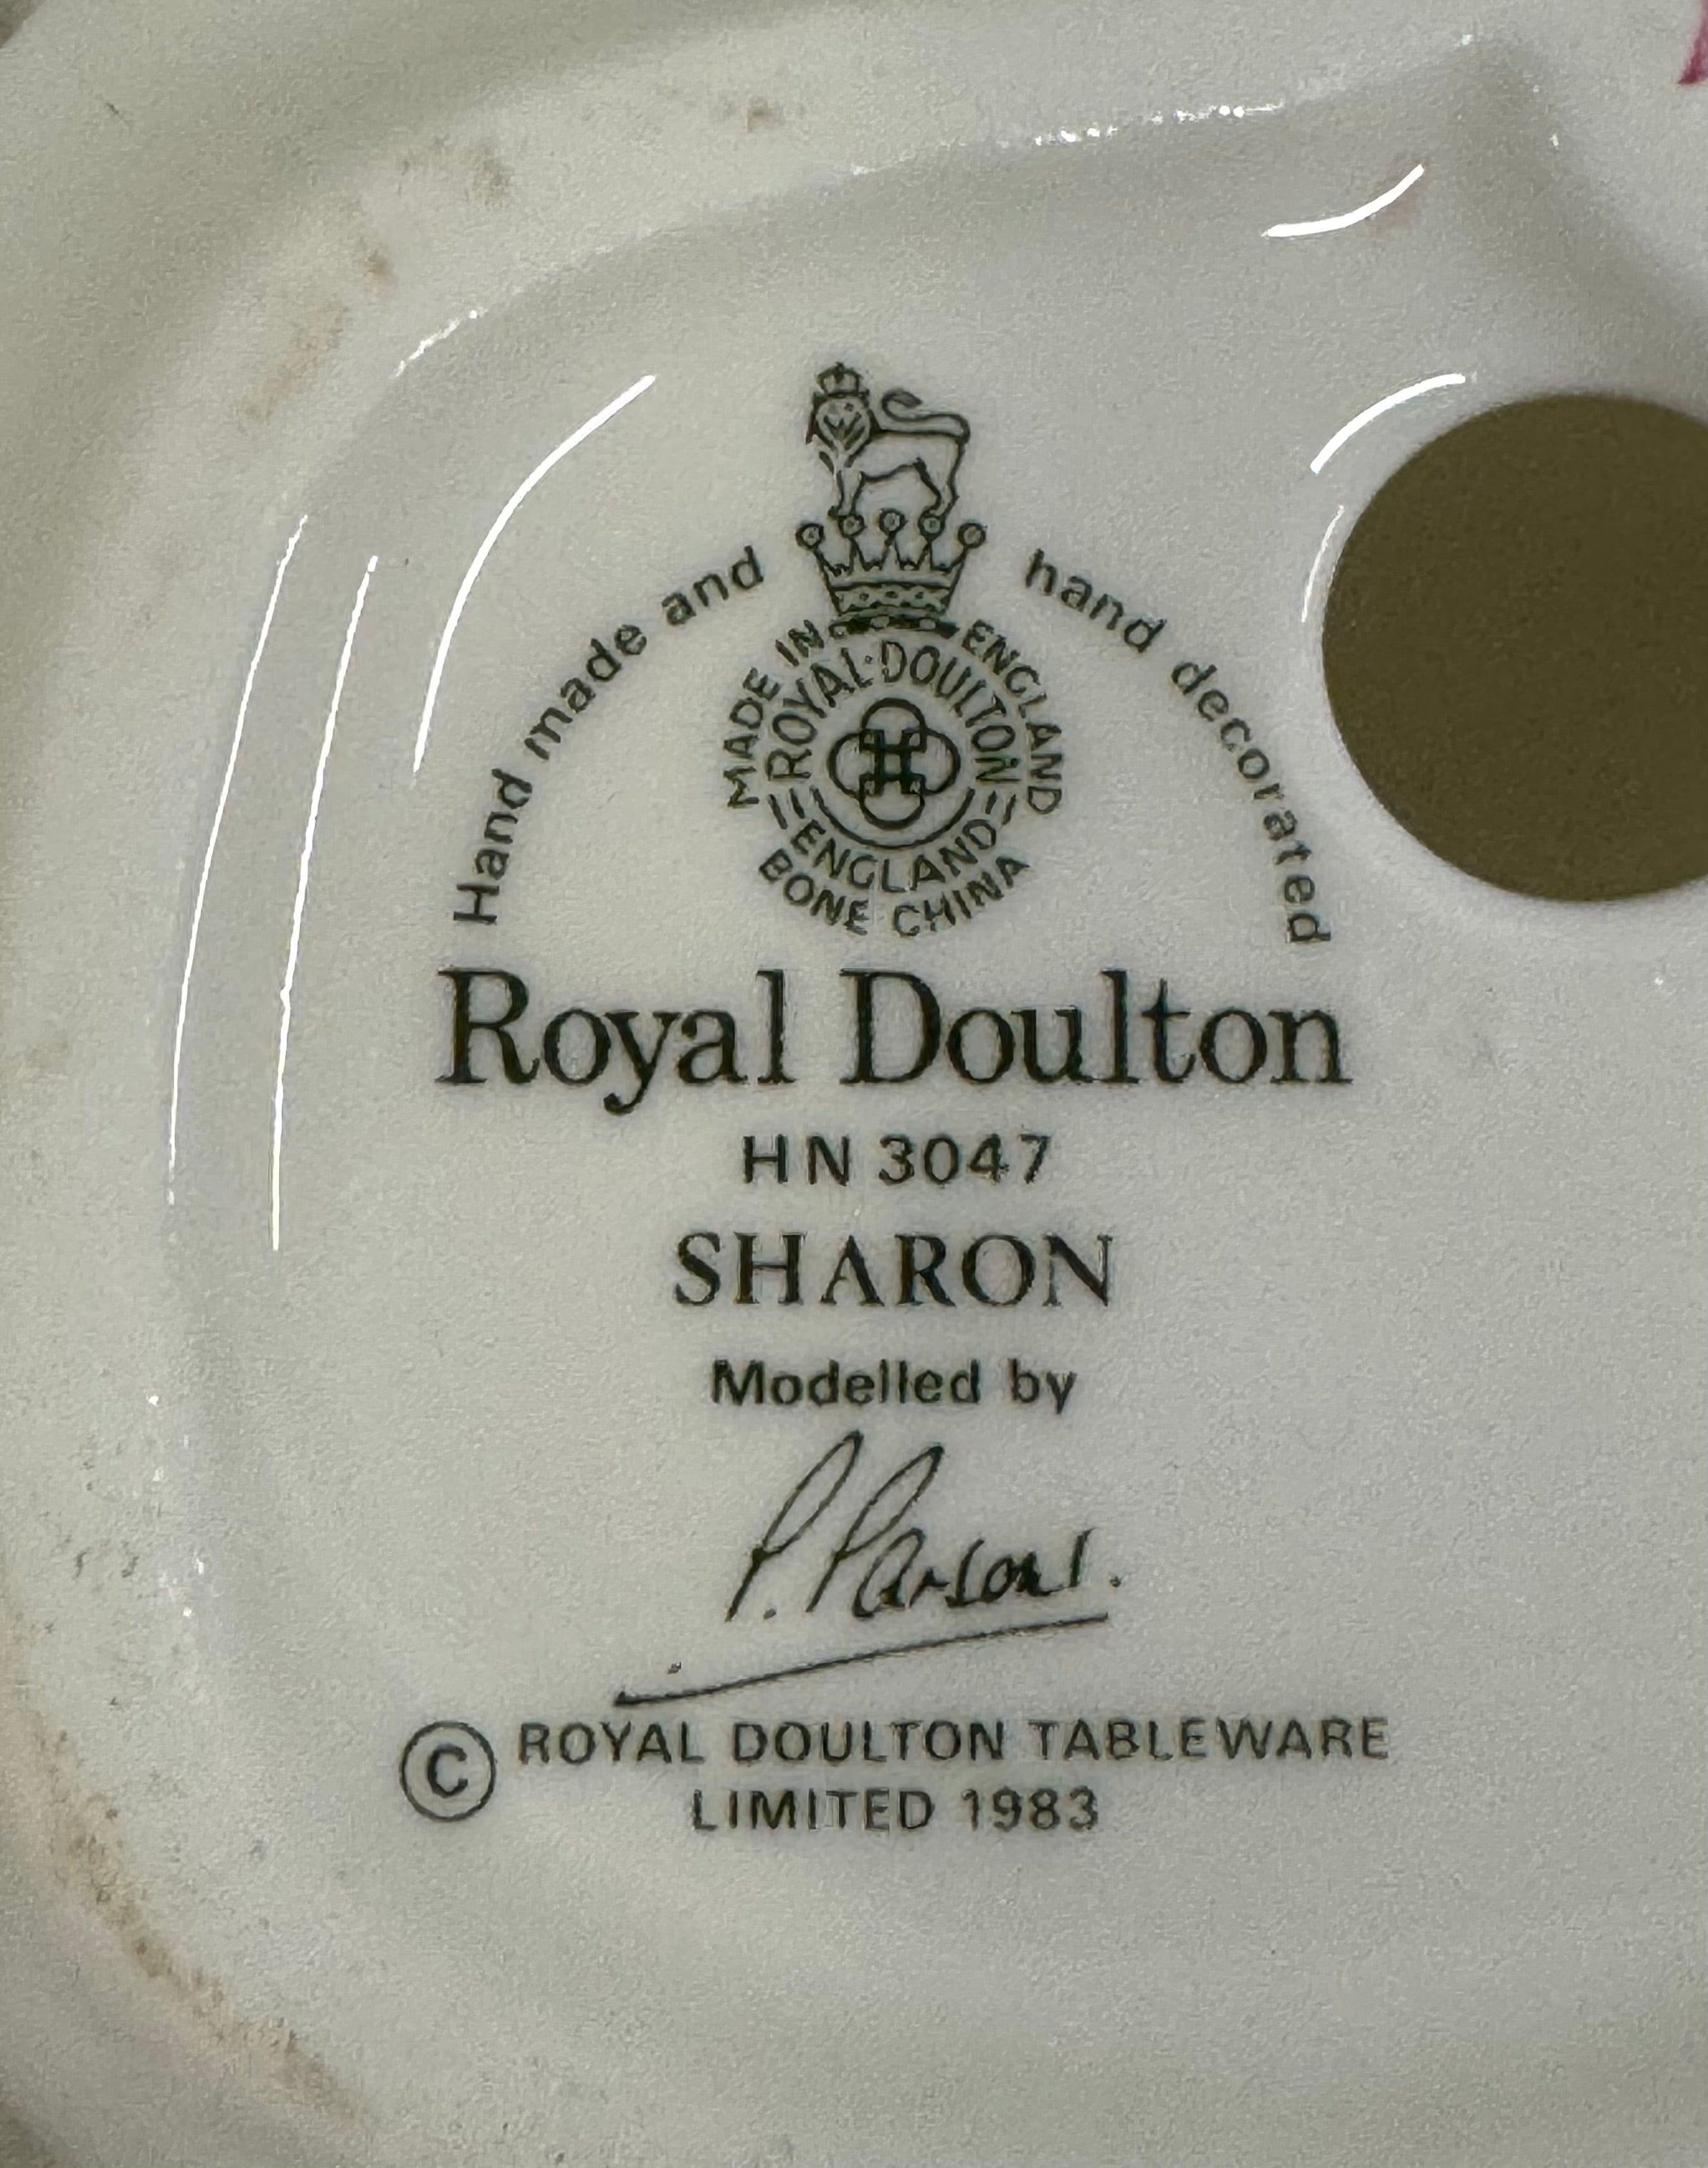 Hand made and hand decorated
MADE IN ENGLAND
ROYAL·DOULTON
ENGLAND
BONE CHINA
Royal Doulton
HN 3047
SHARON
Modelled by
P. Parsons.
© ROYAL DOULTON TABLEWARE
LIMITED 1983